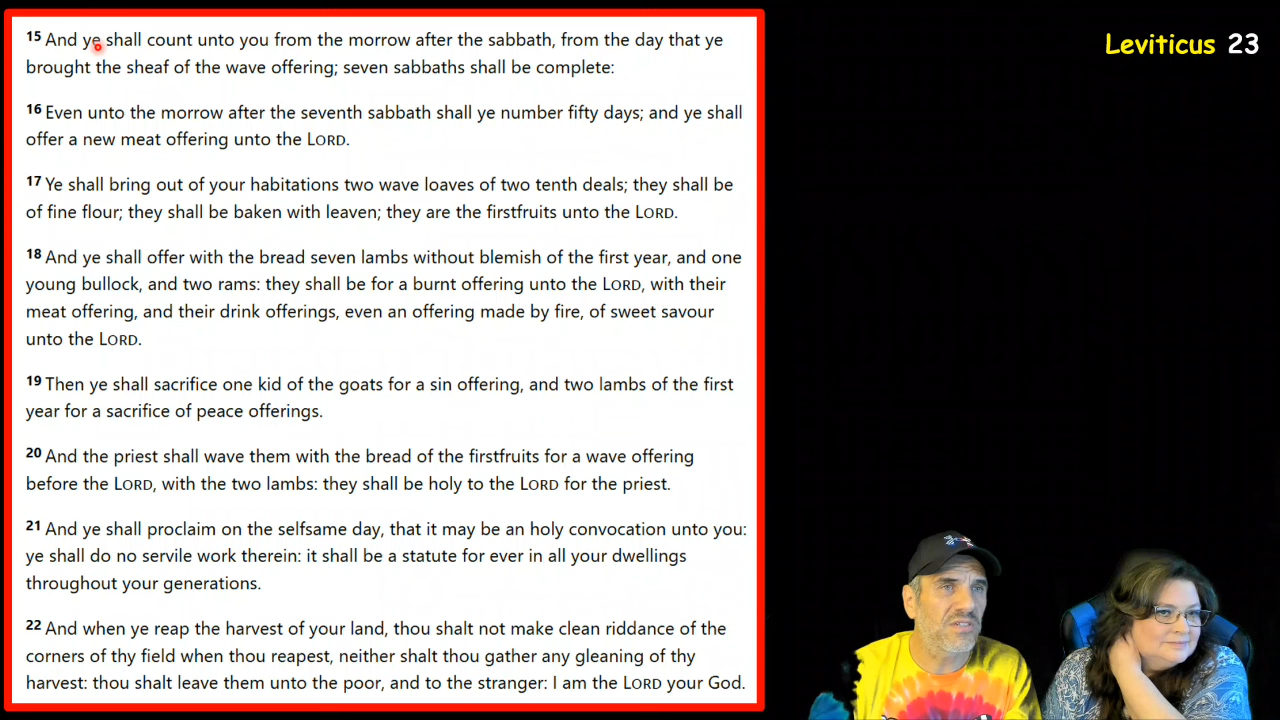 Leviticus 23
15 And ye shall count unto you from the morrow after the sabbath, from the day that ye
brought the sheaf of the wave offering; seven sabbaths shall be complete:
16 Even unto the morrow after the seventh sabbath shall ye number fifty days; and ye shall
offer a new meat offering unto the LORD.
17 Ye shall bring out of your habitations two wave loaves of two tenth deals; they shall be
of fine flour; they shall be baken with leaven; they are the firstfruits unto the LORD.
18 And ye shall offer with the bread seven lambs without blemish of the first year, and one
young bullock, and two rams: they shall be for a burnt offering unto the LORD, with their
meat offering, and their drink offerings, even an offering made by fire, of sweet savour
unto the LORD.
19 Then ye shall sacrifice one kid of the goats for a sin offering, and two lambs of the first
year for a sacrifice of peace offerings.
20 And the priest shall wave them with the bread of the firstfruits for a wave offering
before the LORD, with the two lambs: they shall be holy to the LORD for the priest.
21 And ye shall proclaim on the selfsame day, that it may be an holy convocation unto you:
ye shall do no servile work therein: it shall be a statute for ever in all your dwellings
throughout your generations.
22 And when ye reap the harvest of your land, thou shalt not make clean riddance of the
corners of thy field when thou reapest, neither shalt thou gather any gleaning of thy
harvest: thou shalt leave them unto the poor, and to the stranger: I am the LORD your God.